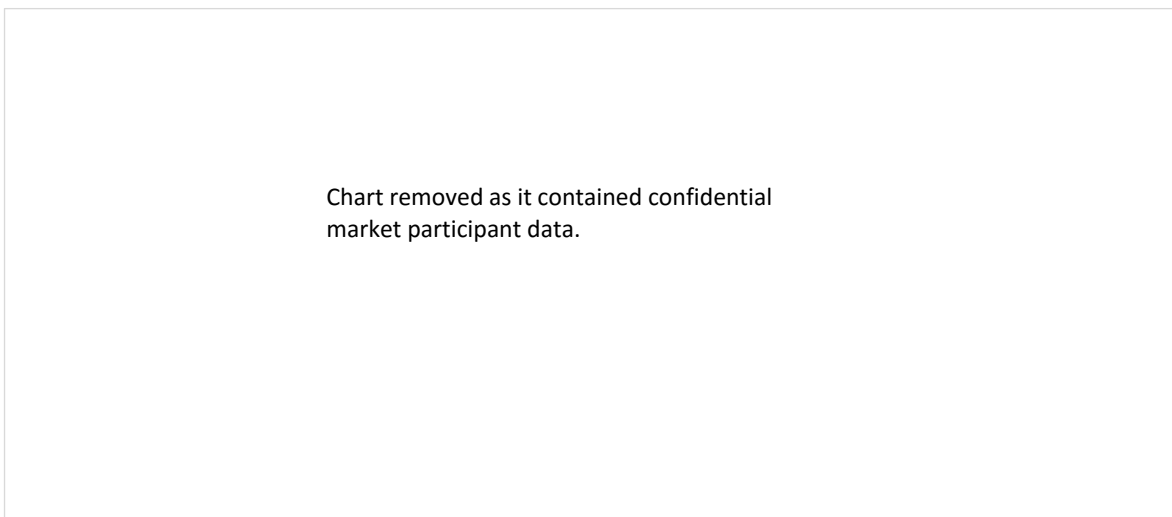 Chart removed as it contained confidential
market participant data.